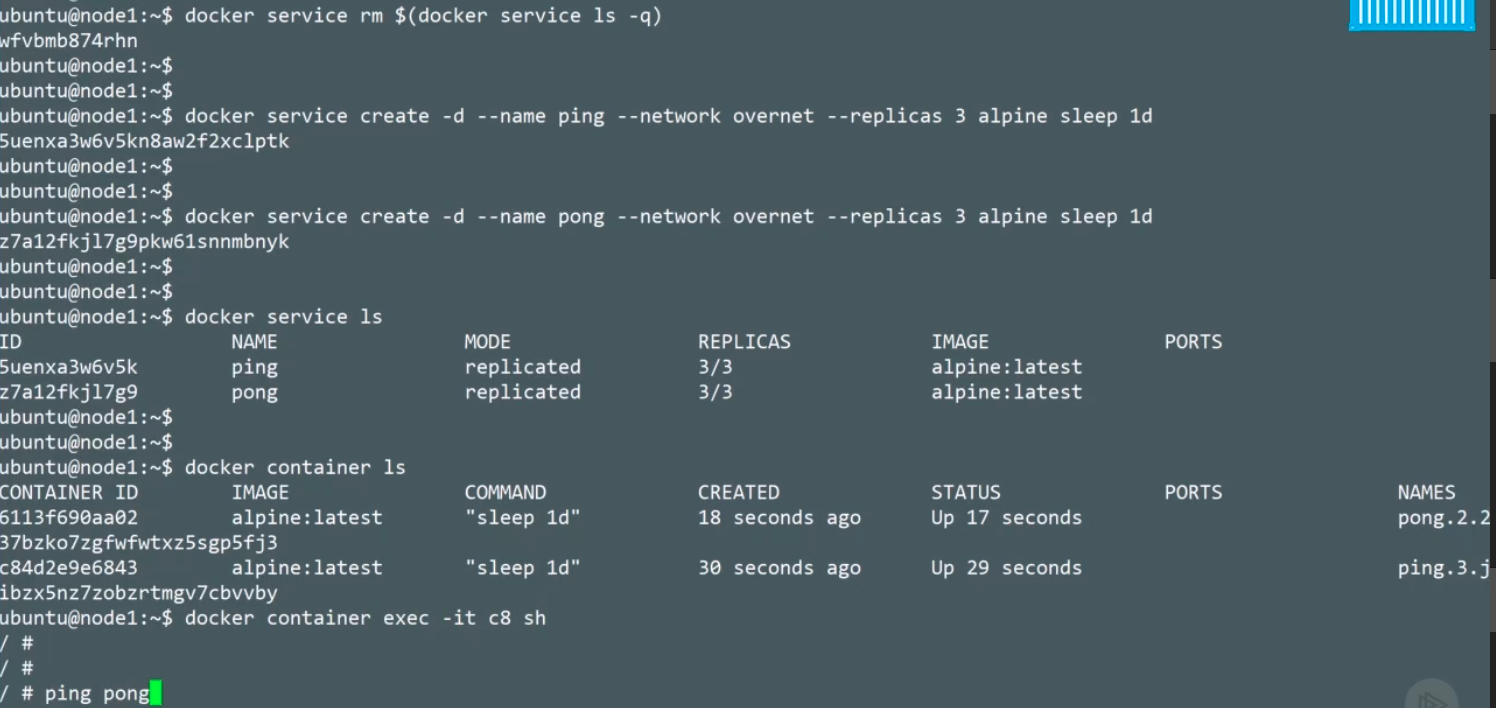 ubuntu@node1:~$ docker service rm $(docker service ls -q)
wfvbmb874rhn
ubuntu@node1:~$
ubuntu@node1:~$
ubuntu@node1:~$ docker service create -d --name ping --network overnet --replicas 3 alpine sleep 1d
5uenxa3w6v5kn8aw2f2xclptk
ubuntu@node1:~$
ubuntu@node1:~$
ubuntu@node1:~$ docker service create -d --name pong --network overnet --replicas 3 alpine sleep 1d
z7a12fkjl7g9pkw61snnmbnyk
ubuntu@node1:~$
ubuntu@node1:~$
ubuntu@node1:~$ docker service ls
ID NAME MODE REPLICAS IMAGE PORTS
5uenxa3w6v5k ping replicated 3/3 alpine:latest
z7a12fkjl7g9 pong replicated 3/3 alpine:latest
ubuntu@node1:~$
ubuntu@node1:~$
ubuntu@node1:~$ docker container ls
CONTAINER ID IMAGE COMMAND CREATED STATUS PORTS NAMES
6113f690aa02 alpine:latest "sleep 1d" 18 seconds ago Up 17 seconds pong.2.2
37bzko7zgfwfwtxz5sgp5fj3
c84d2e9e6843 alpine:latest "sleep 1d" 30 seconds ago Up 29 seconds ping.3.j
ibzx5nz7zobzrtmgv7cbvvby
ubuntu@node1:~$ docker container exec -it c8 sh
/ #
/ #
/ # ping pong